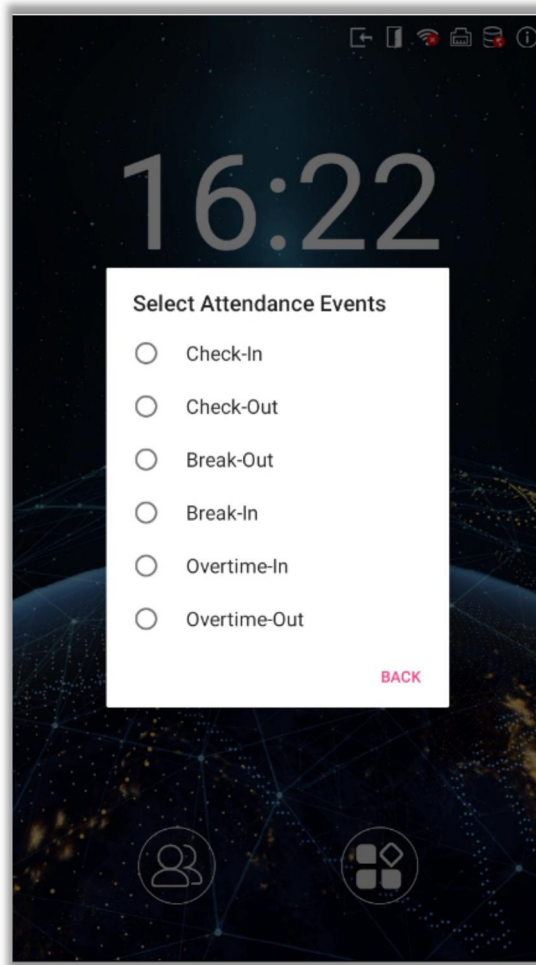 16:22
Select Attendance Events
Check-In
Check-Out
Break-Out
Break-In
Overtime-In
Overtime-Out
BACK